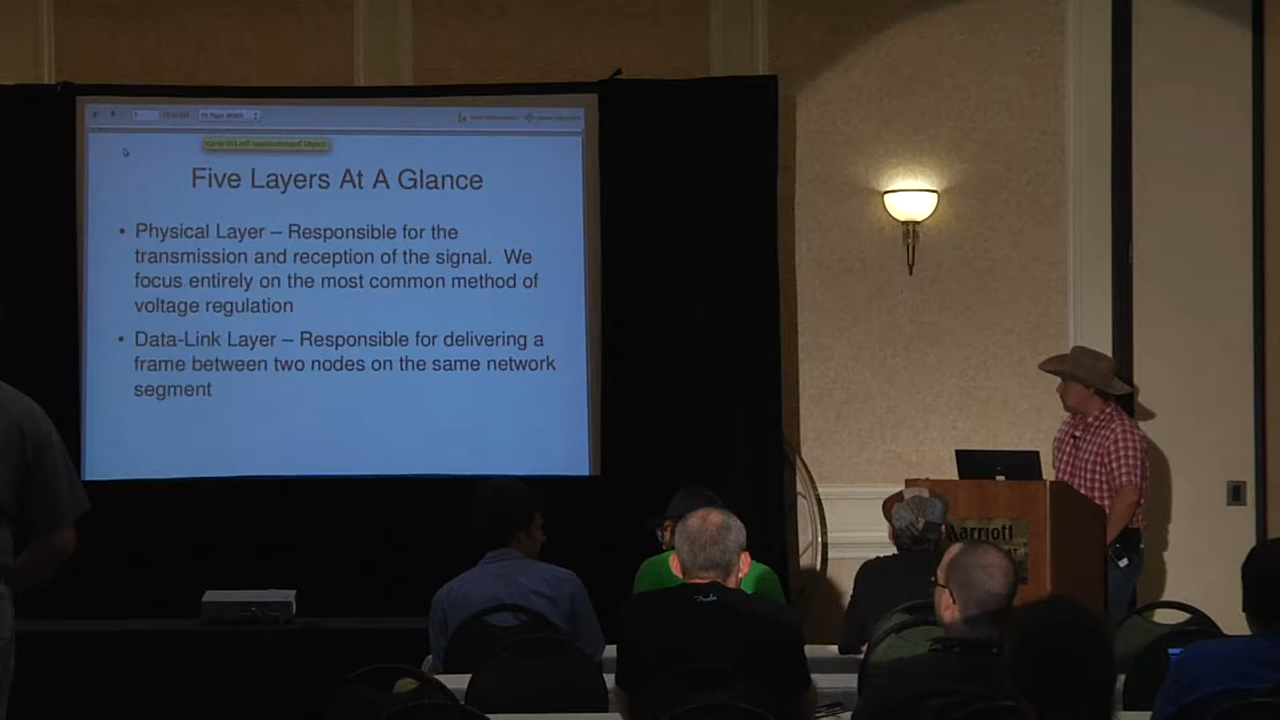 Five Layers At A Glance
• Physical Layer – Responsible for the
transmission and reception of the signal. We
focus entirely on the most common method of
voltage regulation
• Data-Link Layer – Responsible for delivering a
frame between two nodes on the same network
segment
Marriott